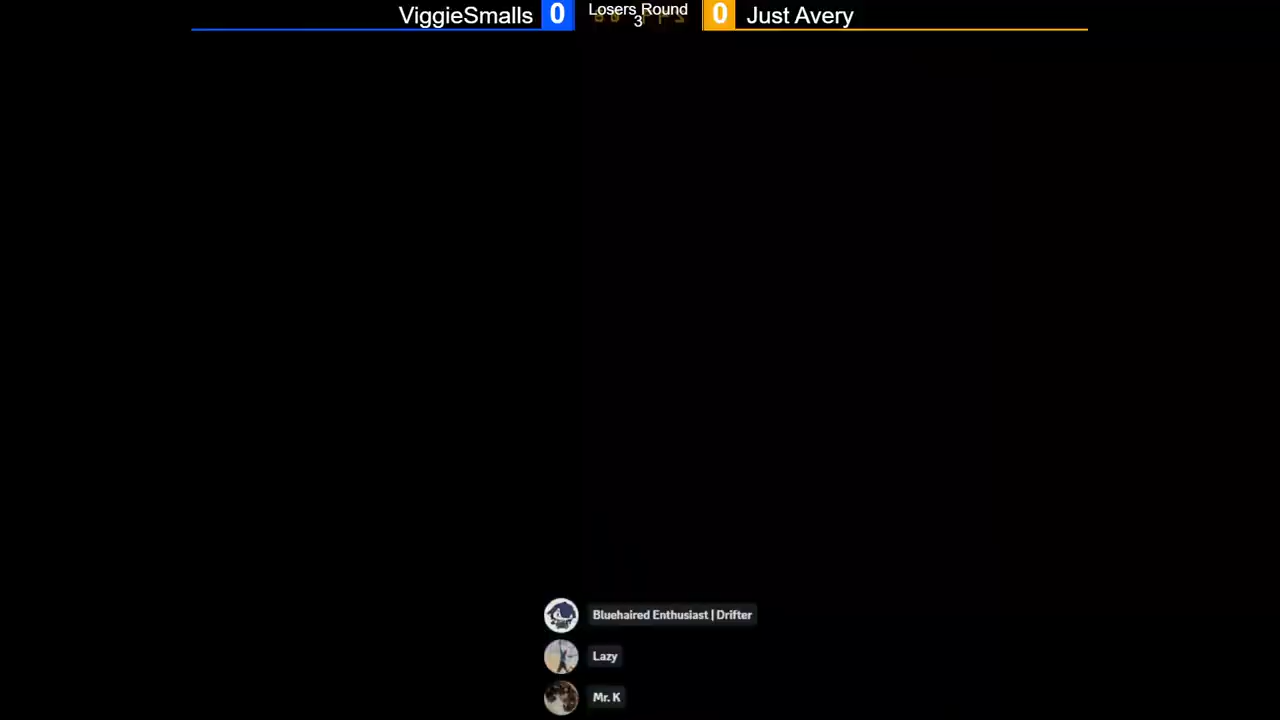 ViggieSmalls 0 Losers Round 0 Just Avery
3
Bluehaired Enthusiast | Drifter
Lazy
Mr. K